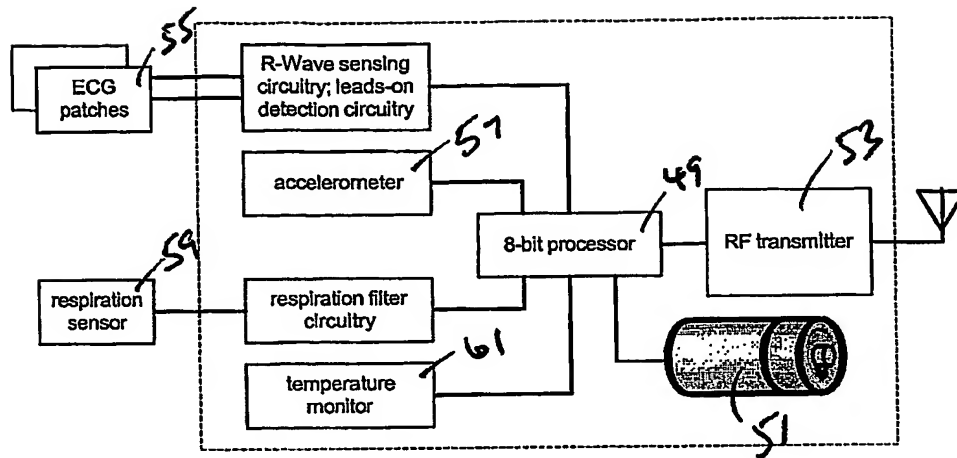 55
ECG
patches
R-Wave sensing
circuitry; leads-on
detection circuitry
57
accelerometer
49
8-bit processor
53
RF transmitter
59
respiration
sensor
respiration filter
circuitry
61
temperature
monitor
51